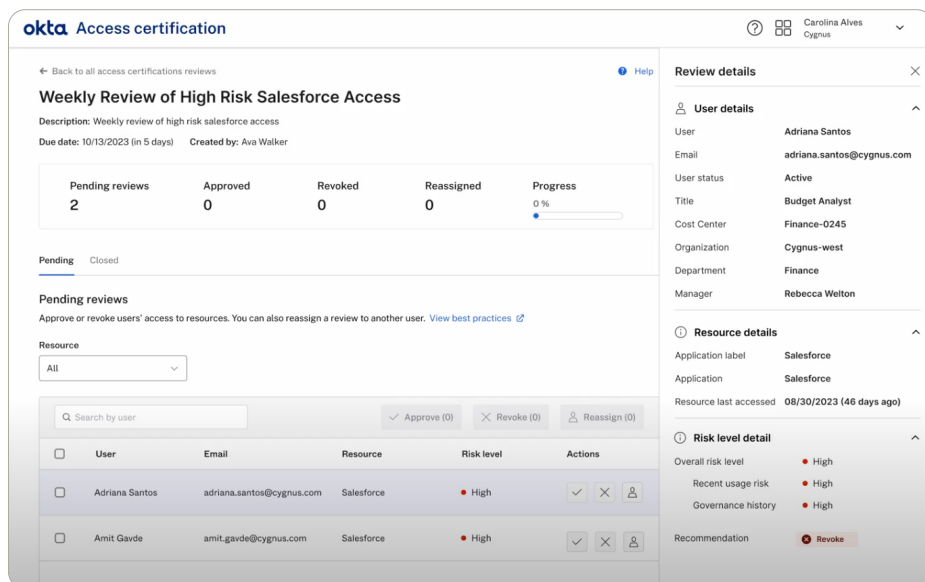 okta Access certification
Carolina Alves
Cygnus
Back to all access certifications reviews
Help
Weekly Review of High Risk Salesforce Access
Description: Weekly review of high risk salesforce access
Due date: 10/13/2023 (in 5 days) Created by: Ava Walker
Pending reviews Approved Revoked Reassigned Progress
2 0 0 0 0 %
Pending Closed
Pending reviews
Approve or revoke users' access to resources. You can also reassign a review to another user. View best practices
Resource
All
Search by user Approve (0) Revoke (0) Reassign (0)
User Email Resource Risk level Actions
Adriana Santos adriana.santos@cygnus.com Salesforce High
Amit Gavde amit.gavde@cygnus.com Salesforce High
Review details
User details
User Adriana Santos
Email adriana.santos@cygnus.com
User status Active
Title Budget Analyst
Cost Center Finance-0245
Organization Cygnus-west
Department Finance
Manager Rebecca Welton
Resource details
Application label Salesforce
Application Salesforce
Resource last accessed 08/30/2023 (46 days ago)
Risk level detail
Overall risk level High
Recent usage risk High
Governance history High
Recommendation Revoke